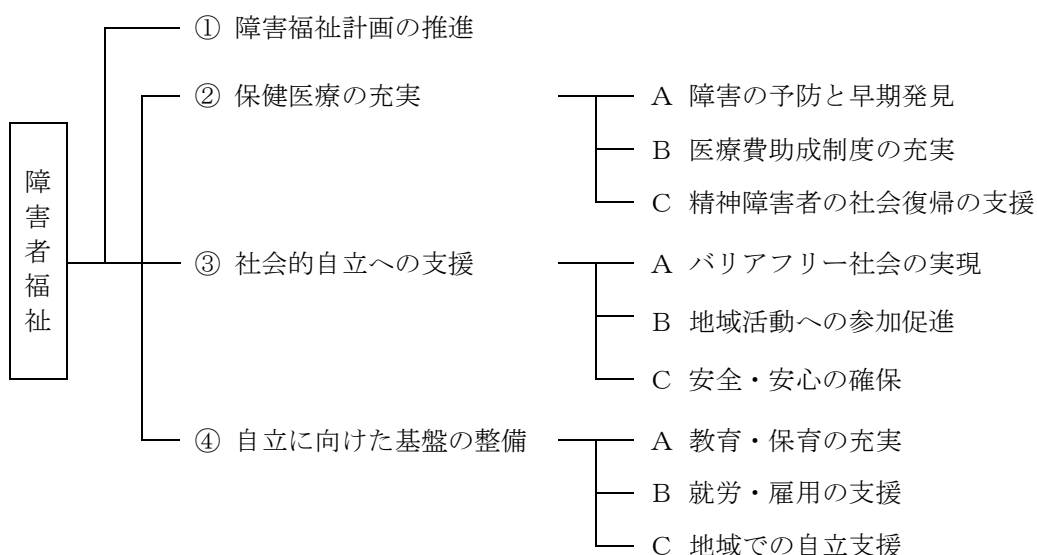 障害者福祉
① 障害福祉計画の推進
② 保健医療の充実
A 障害の予防と早期発見
B 医療費助成制度の充実
C 精神障害者の社会復帰の支援
③ 社会的自立への支援
A バリアフリー社会の実現
B 地域活動への参加促進
C 安全・安心の確保
④ 自立に向けた基盤の整備
A 教育・保育の充実
B 就労・雇用の支援
C 地域での自立支援